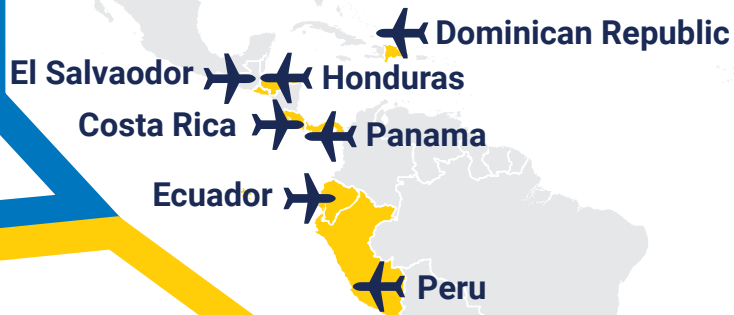 Dominican Republic
El Salvaodor
Honduras
Costa Rica
Panama
Ecuador
Peru